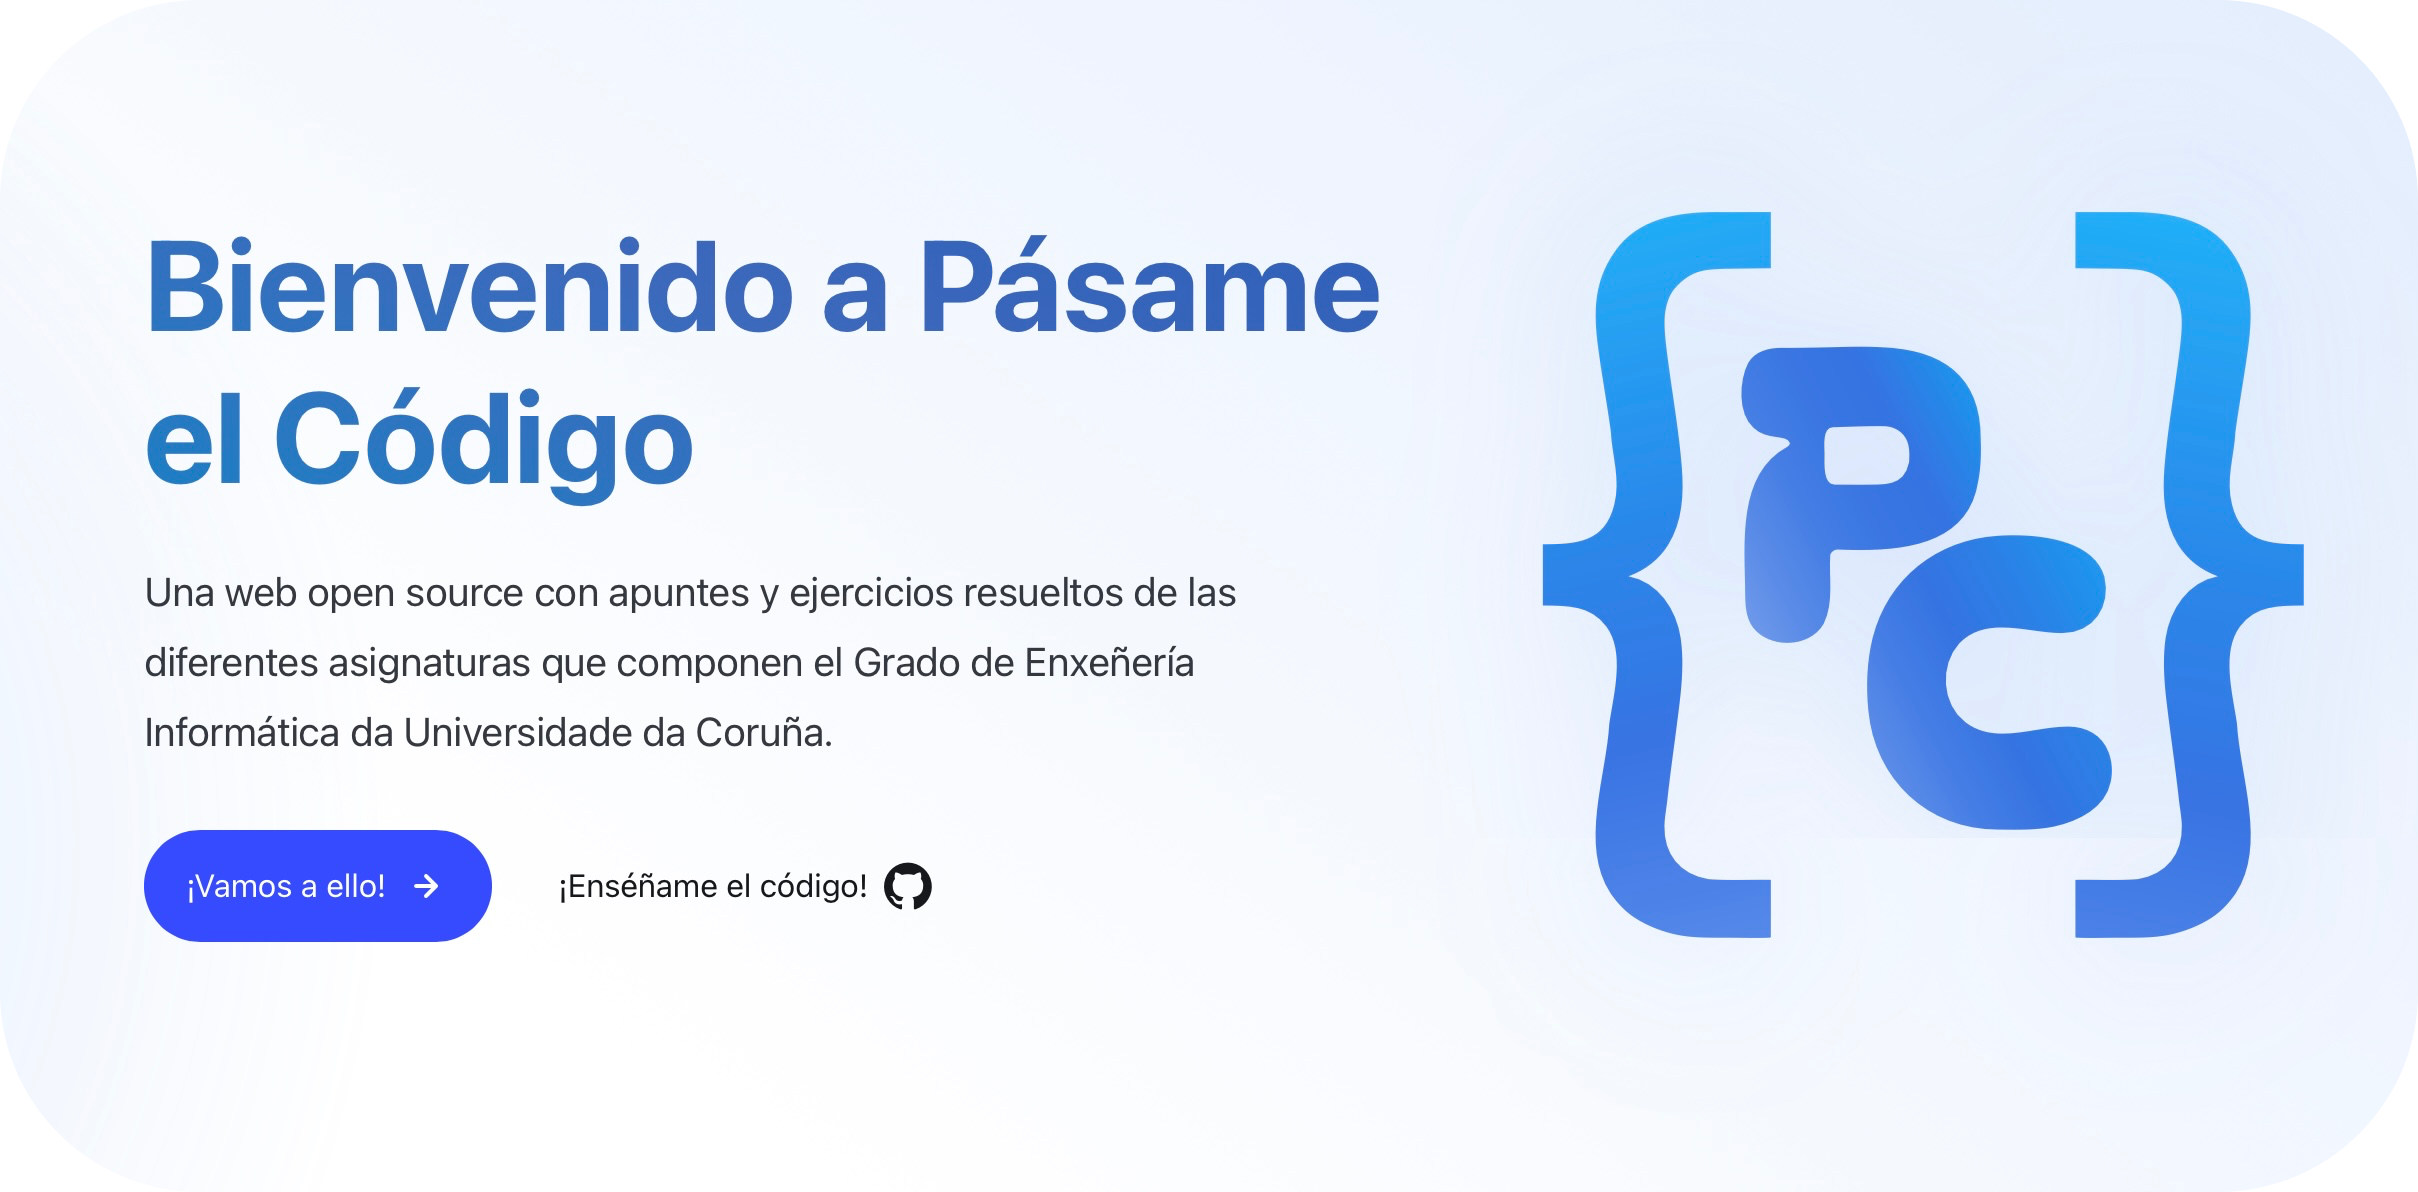 Bienvenido a Pásame
el Código
Una web open source con apuntes y ejercicios resueltos de las
diferentes asignaturas que componen el Grado de Enxeñería
Informática da Universidade da Coruña.
¡Vamos a ello!
¡Enséñame el código!
{PC}